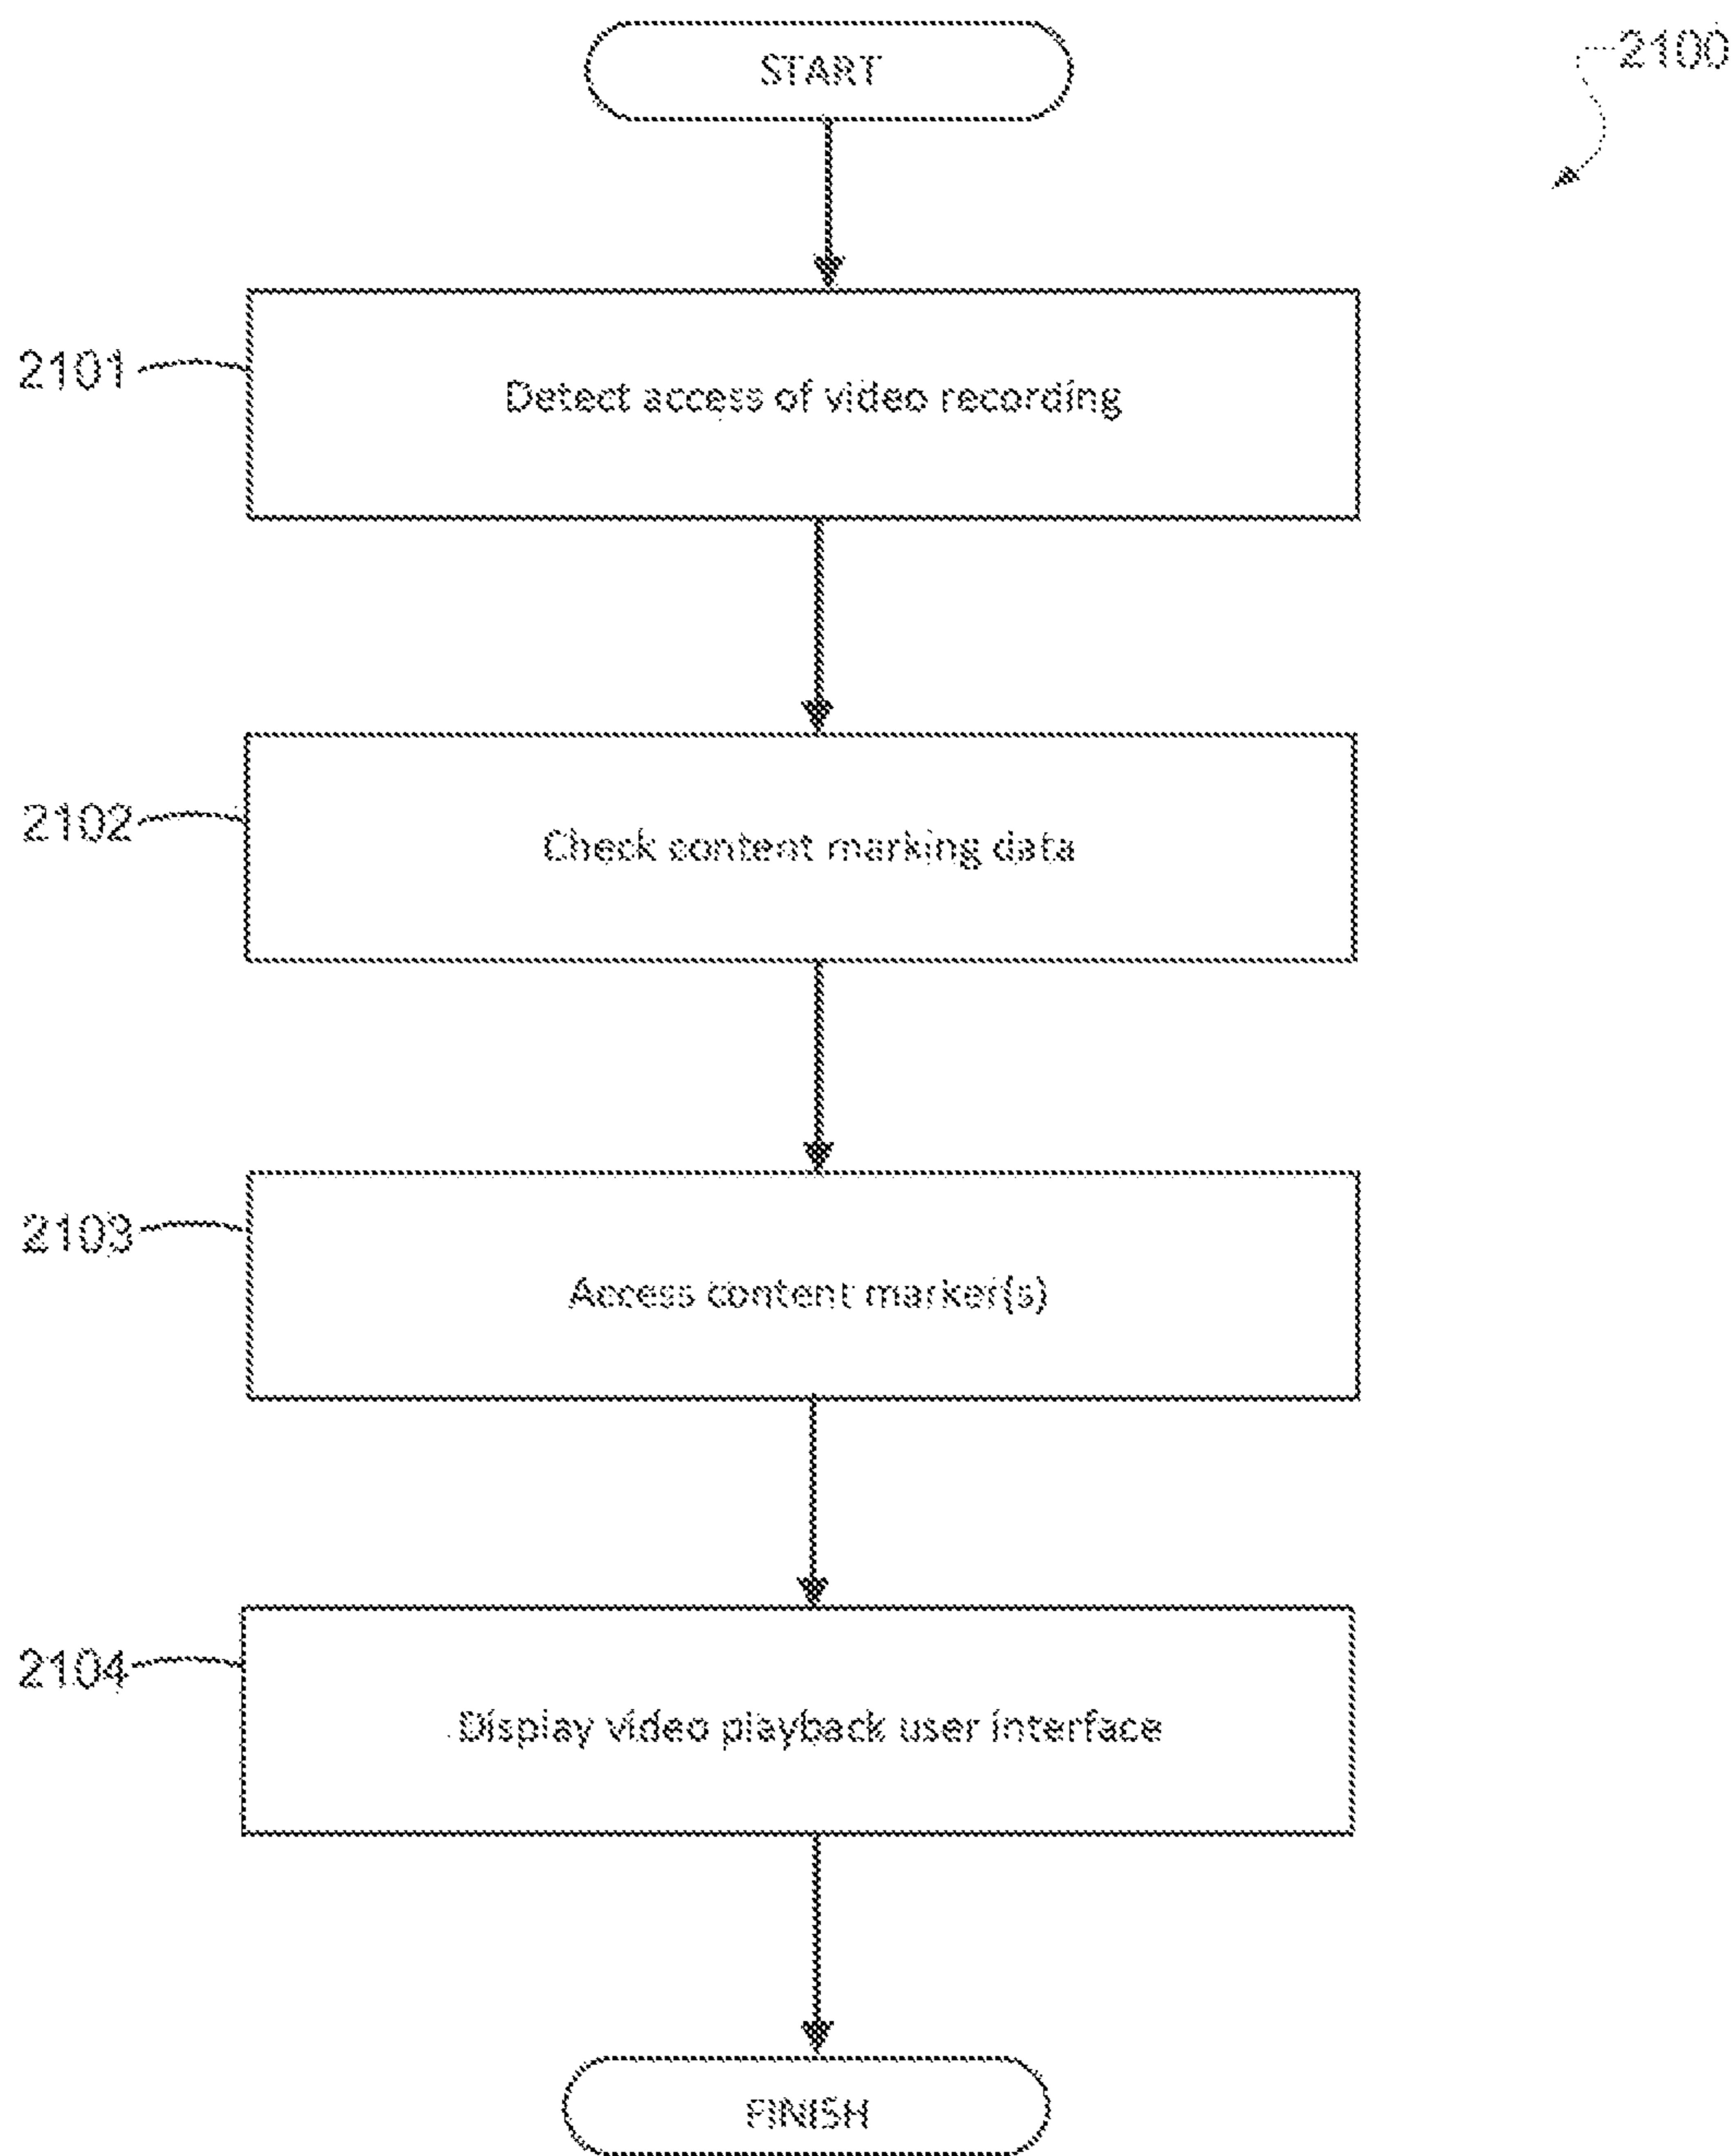 START
2100
2101
Detect access of video recording
2102
Check content marking data
2103
Access content marker(s)
2104
Display video playback user interface
FINISH